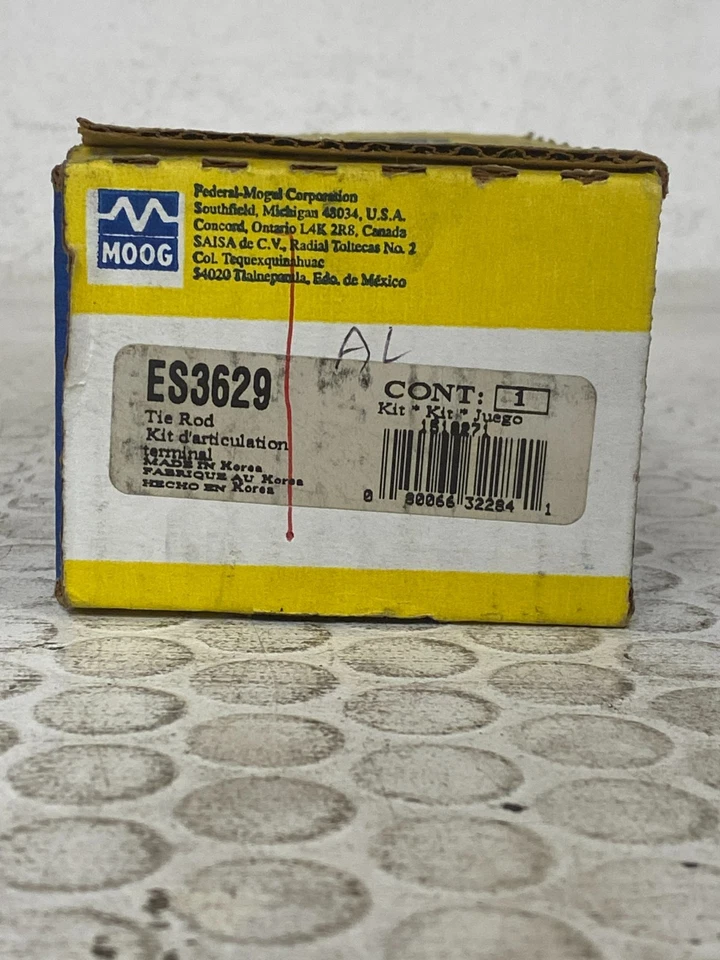 MOOG
Federal-Mogul Corporation
Southfield, Michigan 48034, U.S.A.
Concord, Ontario L4K 2R8, Canada
SAISA de C.V., Radial Toltecas No. 2
Col. Tequexquinahuac
54020 Tlalnepantla, Edo. de México
AL
ES3629
Tie Rod
Kit d'articulation
terminal
MADE IN Korea
FABRIQUE AU Korea
HECHO EN Korea
CONT: 1
Kit * Kit * Juego
0 80066 32284 1